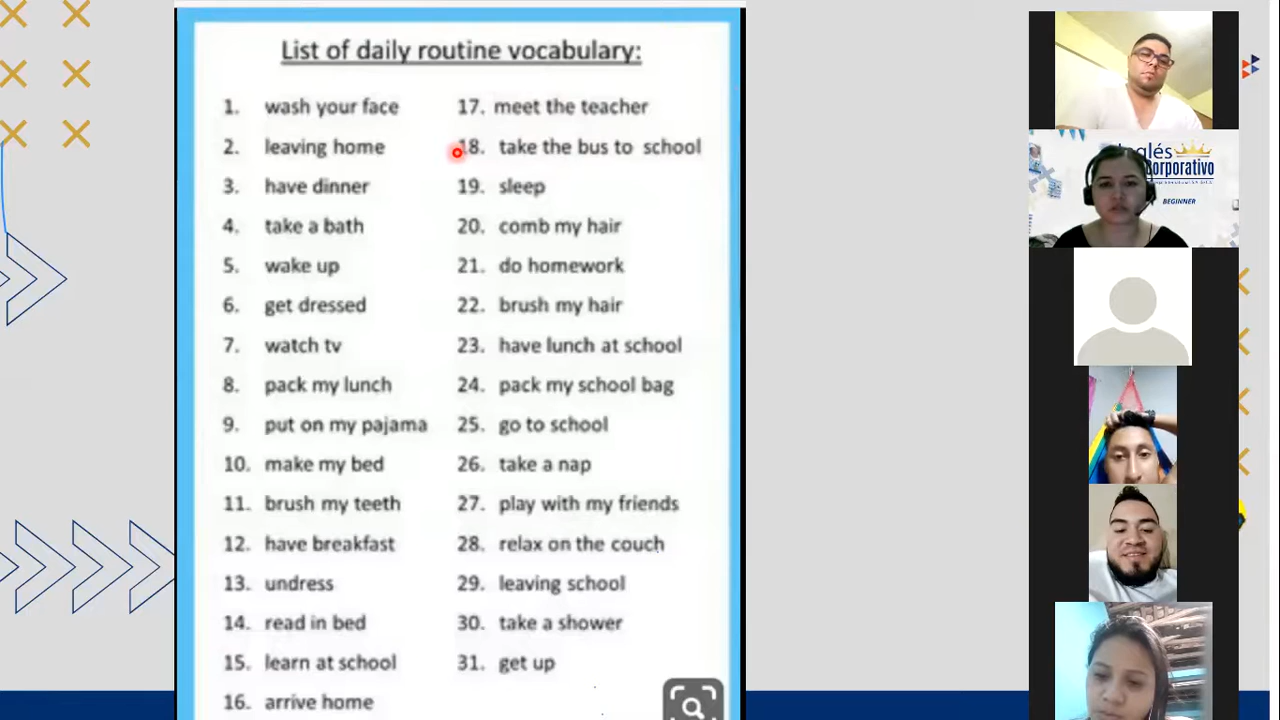 List of daily routine vocabulary:
1. wash your face
2. leaving home
3. have dinner
4. take a bath
5. wake up
6. get dressed
7. watch tv
8. pack my lunch
9. put on my pajama
10. make my bed
11. brush my teeth
12. have breakfast
13. undress
14. read in bed
15. learn at school
16. arrive home
17. meet the teacher
18. take the bus to school
19. sleep
20. comb my hair
21. do homework
22. brush my hair
23. have lunch at school
24. pack my school bag
25. go to school
26. take a nap
27. play with my friends
28. relax on the couch
29. leaving school
30. take a shower
31. get up
Inglés
Corporativo
BEGINNER